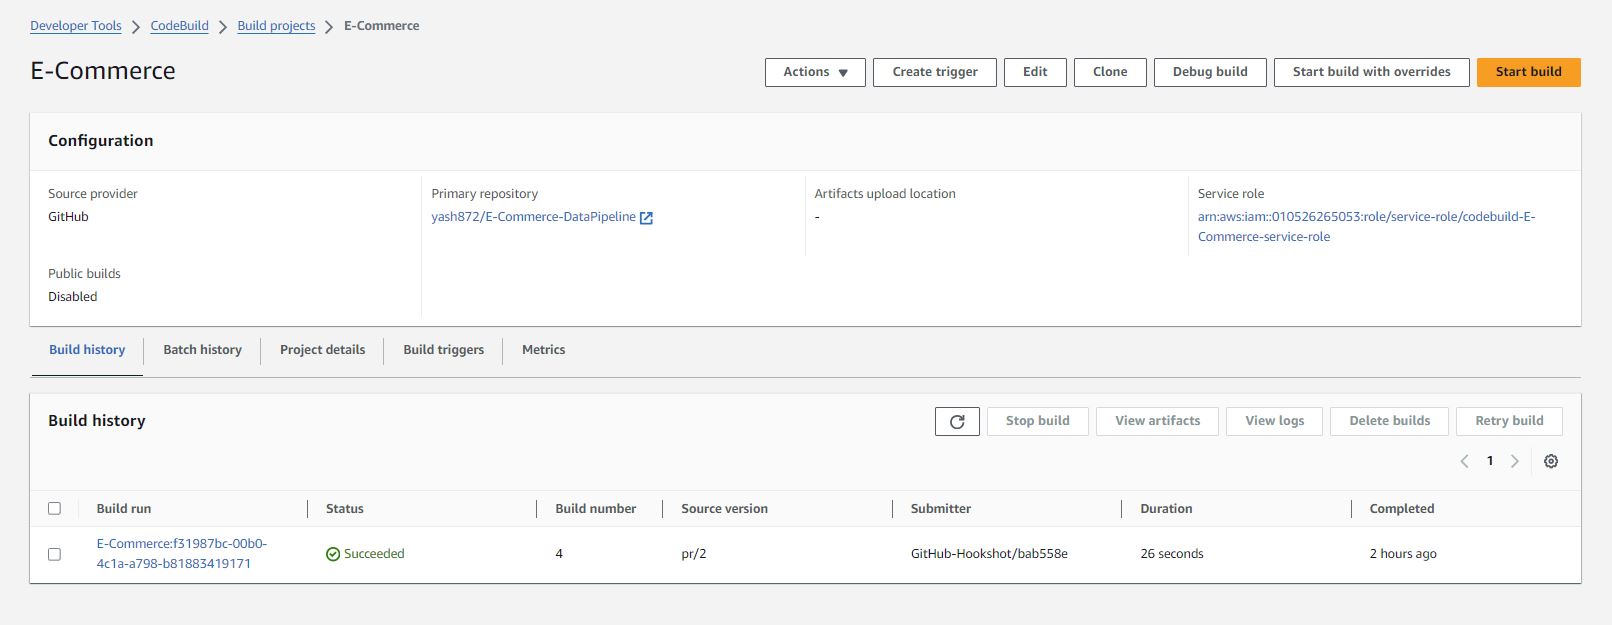 Developer Tools > CodeBuild > Build projects > E-Commerce
E-Commerce
Actions ▼ Create trigger Edit Clone Debug build Start build with overrides Start build
Configuration
Source provider
GitHub
Primary repository
yash872/E-Commerce-DataPipeline
Artifacts upload location
-
Service role
arn:aws:iam::010526265053:role/service-role/codebuild-E-
Commerce-service-role
Public builds
Disabled
Build history Batch history Project details Build triggers Metrics
Build history
Stop build View artifacts View logs Delete builds Retry build
< 1 >
Build run Status Build number Source version Submitter Duration Completed
E-Commerce:f31987bc-00b0-
4c1a-a798-b81883419171
Succeeded 4 pr/2 GitHub-Hookshot/bab558e 26 seconds 2 hours ago